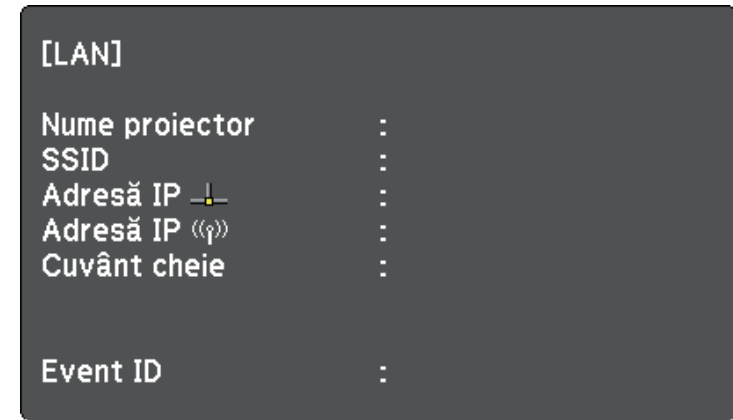 [LAN]
Nume proiector :
SSID :
Adresă IP :
Adresă IP :
Cuvânt cheie :
Event ID :